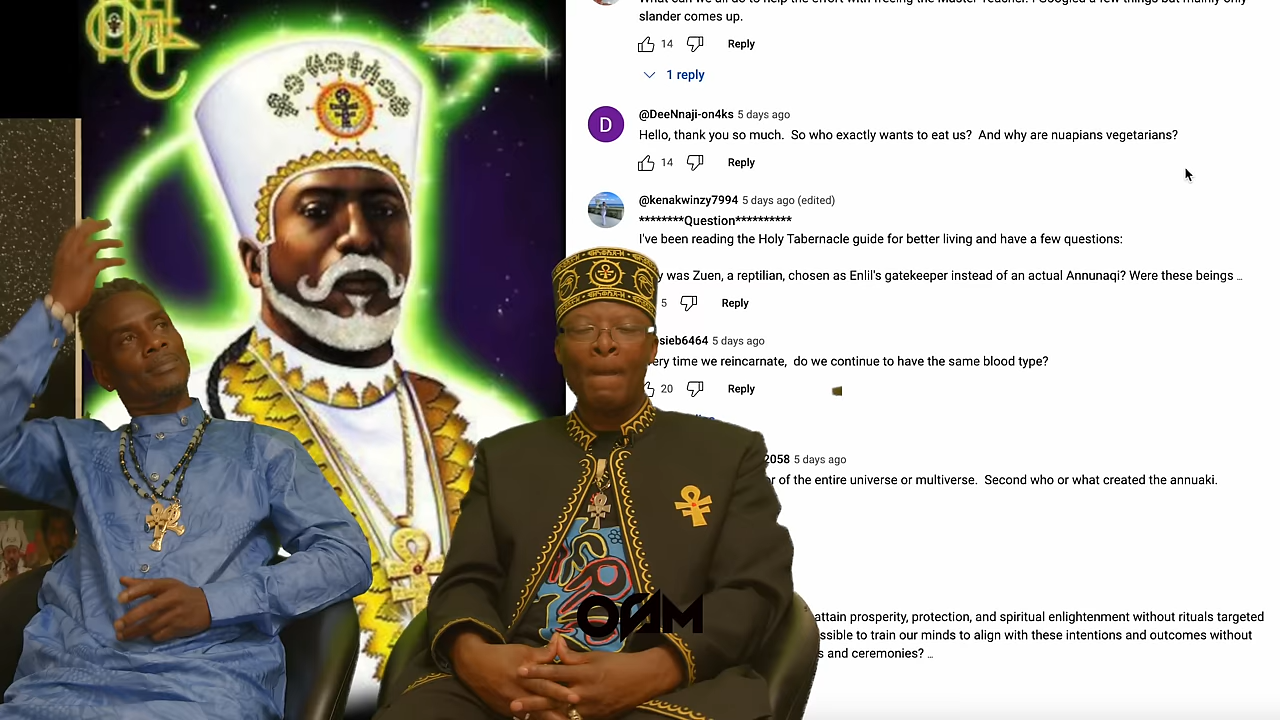 What can we all do to help the effort with freeing the Master Teacher. I Googled a few things but mainly only
slander comes up.
14 Reply
1 reply
D
@DeeNnaji-on4ks 5 days ago
Hello, thank you so much. So who exactly wants to eat us? And why are nuapians vegetarians?
14 Reply
@kenakwinzy7994 5 days ago (edited)
********Question**********
I've been reading the Holy Tabernacle guide for better living and have a few questions:
was Zuen, a reptilian, chosen as Enlil's gatekeeper instead of an actual Annunaqi? Were these beings ...
5 Reply
sieb6464 5 days ago
time we reincarnate, do we continue to have the same blood type?
20 Reply
2058 5 days ago
of the entire universe or multiverse. Second who or what created the annuaki.
attain prosperity, protection, and spiritual enlightenment without rituals targeted
to train our minds to align with these intentions and outcomes without
and ceremonies? ...
OAM